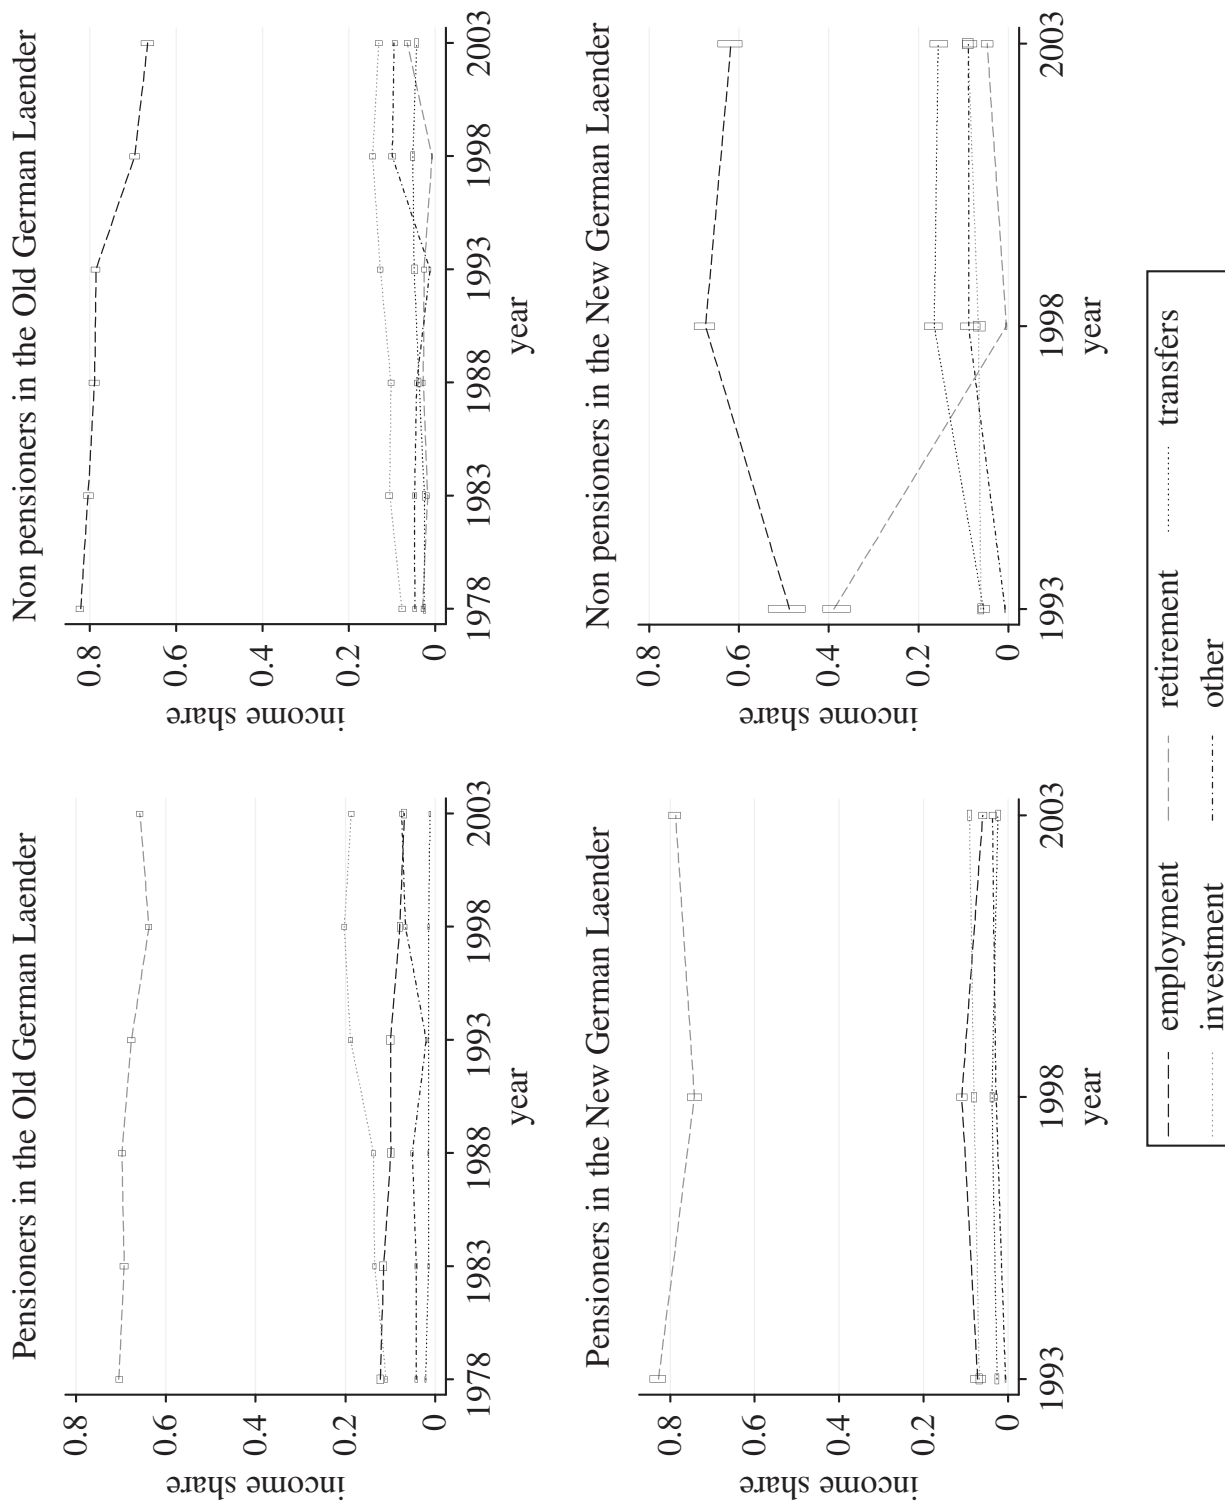 Pensioners in the Old German Laender
income share
0.8
0.6
0.4
0.2
0
1978 1983 1988 1993 1998 2003
year
Non pensioners in the Old German Laender
income share
0.8
0.6
0.4
0.2
0
1978 1983 1988 1993 1998 2003
year
Pensioners in the New German Laender
income share
0.8
0.6
0.4
0.2
0
1993 1998 2003
year
Non pensioners in the New German Laender
income share
0.8
0.6
0.4
0.2
0
1993 1998 2003
year
employment retirement transfers
investment other